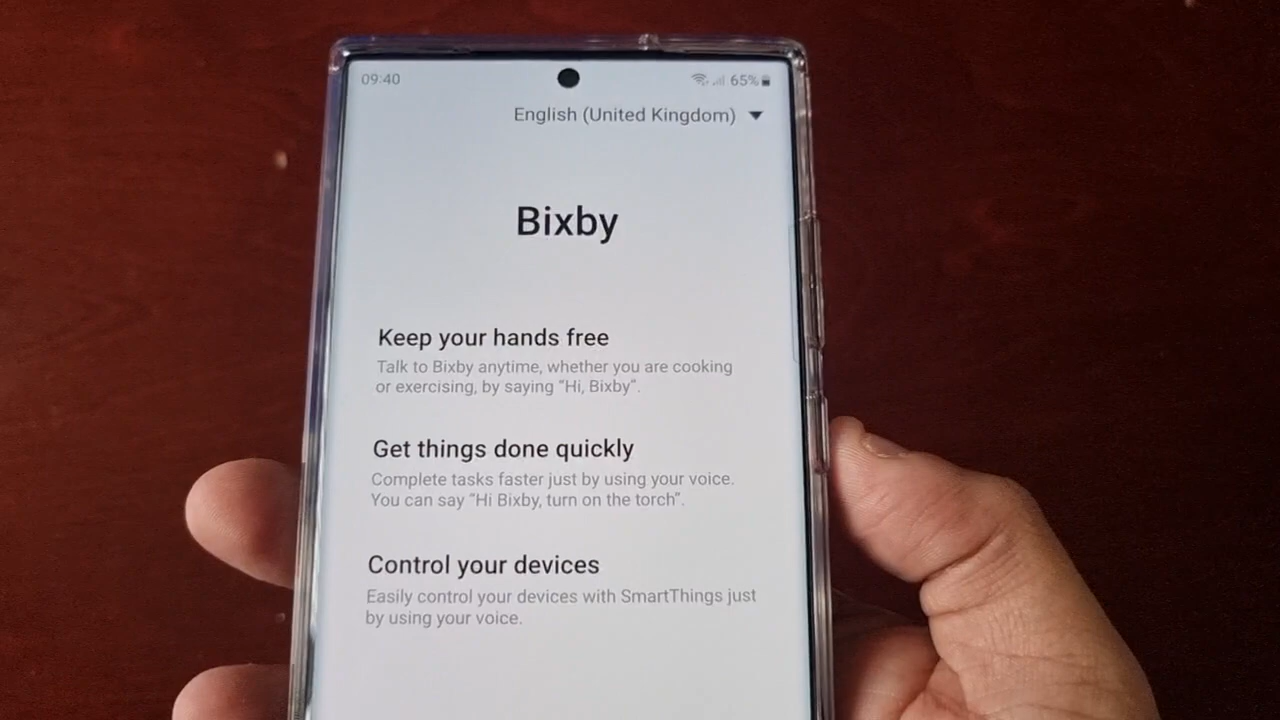 09:40 65%
English (United Kingdom)
Bixby
Keep your hands free
Talk to Bixby anytime, whether you are cooking
or exercising, by saying “Hi, Bixby”.
Get things done quickly
Complete tasks faster just by using your voice.
You can say “Hi Bixby, turn on the torch”.
Control your devices
Easily control your devices with SmartThings just
by using your voice.